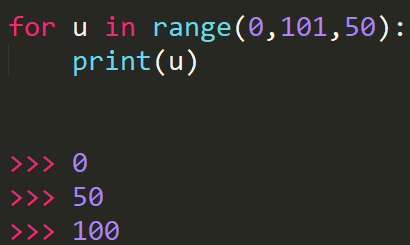 for u in range(0,101,50):
    print(u)
>>> 0
>>> 50
>>> 100